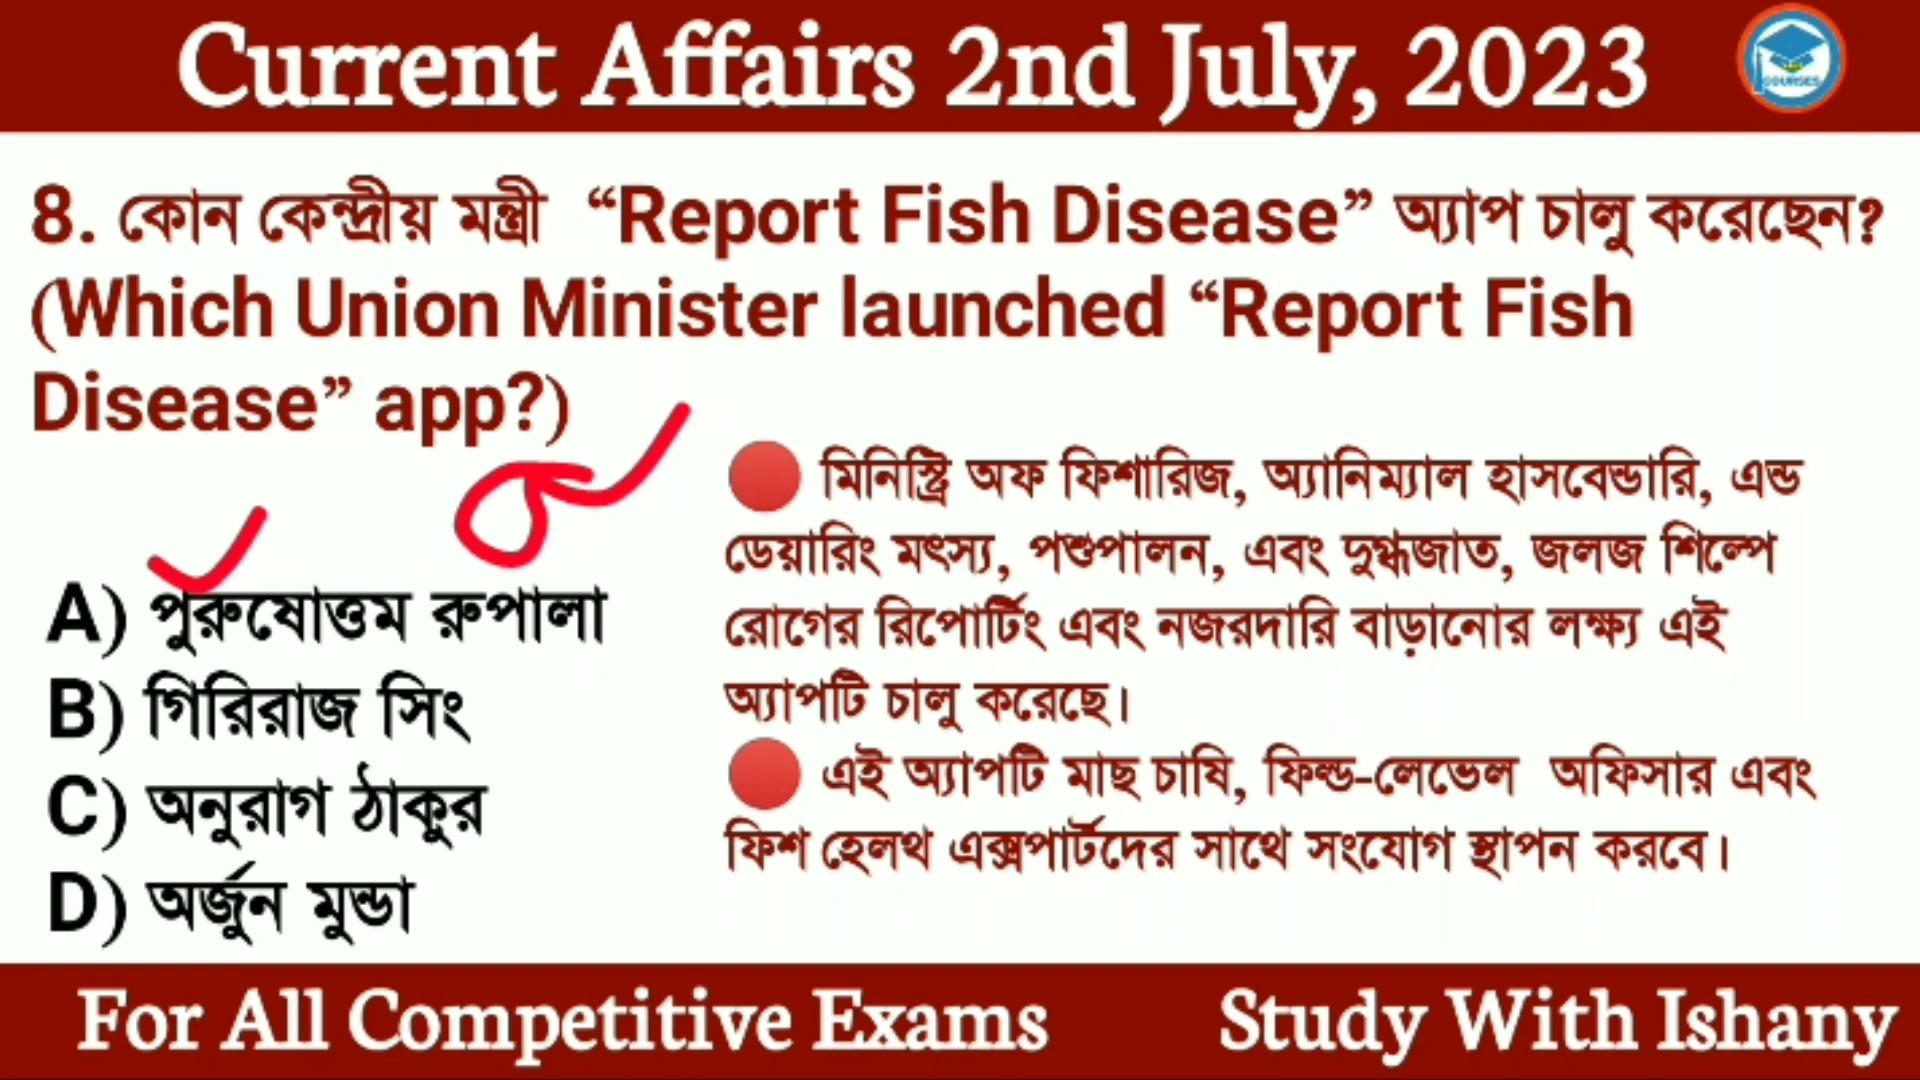 Current Affairs 2nd July, 2023
COURSES
8. কোন কেন্দ্রীয় মন্ত্রী “Report Fish Disease” অ্যাপ চালু করেছেন?
(Which Union Minister launched “Report Fish
Disease” app?)
A) পুরুষোত্তম রুপালা
B) গিরিরাজ সিং
C) অনুরাগ ঠাকুর
D) অর্জুন মুন্ডা
🔴 মিনিস্ট্রি অফ ফিশারিজ, অ্যানিম্যাল হাসবেন্ডারি, এন্ড
ডেয়ারিং মৎস্য, পশুপালন, এবং দুগ্ধজাত, জলজ শিল্পে
রোগের রিপোর্টিং এবং নজরদারি বাড়ানোর লক্ষ্য এই
অ্যাপটি চালু করেছে।
🔴 এই অ্যাপটি মাছ চাষি, ফিল্ড-লেভেল অফিসার এবং
ফিশ হেলথ এক্সপার্টদের সাথে সংযোগ স্থাপন করবে।
For All Competitive Exams
Study With Ishany